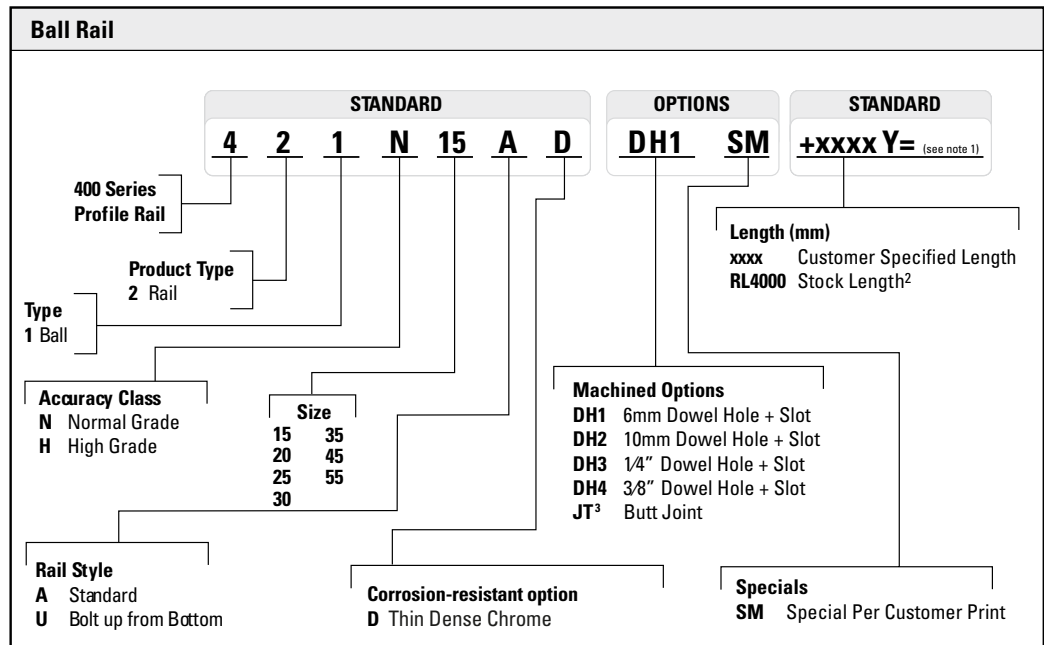 Ball Rail
STANDARD
OPTIONS
STANDARD
4 2 1 N 15 A D DH1 SM +xxxx Y= (see note 1)
400 Series
Profile Rail
Product Type
2 Rail
Type
1 Ball
Length (mm)
xxxx Customer Specified Length
RL4000 Stock Length²
Accuracy Class
N Normal Grade
H High Grade
Size
15 35
20 45
25 55
30
Machined Options
DH1 6mm Dowel Hole + Slot
DH2 10mm Dowel Hole + Slot
DH3 1/4” Dowel Hole + Slot
DH4 3/8” Dowel Hole + Slot
JT³ Butt Joint
Rail Style
A Standard
U Bolt up from Bottom
Corrosion-resistant option
D Thin Dense Chrome
Specials
SM Special Per Customer Print